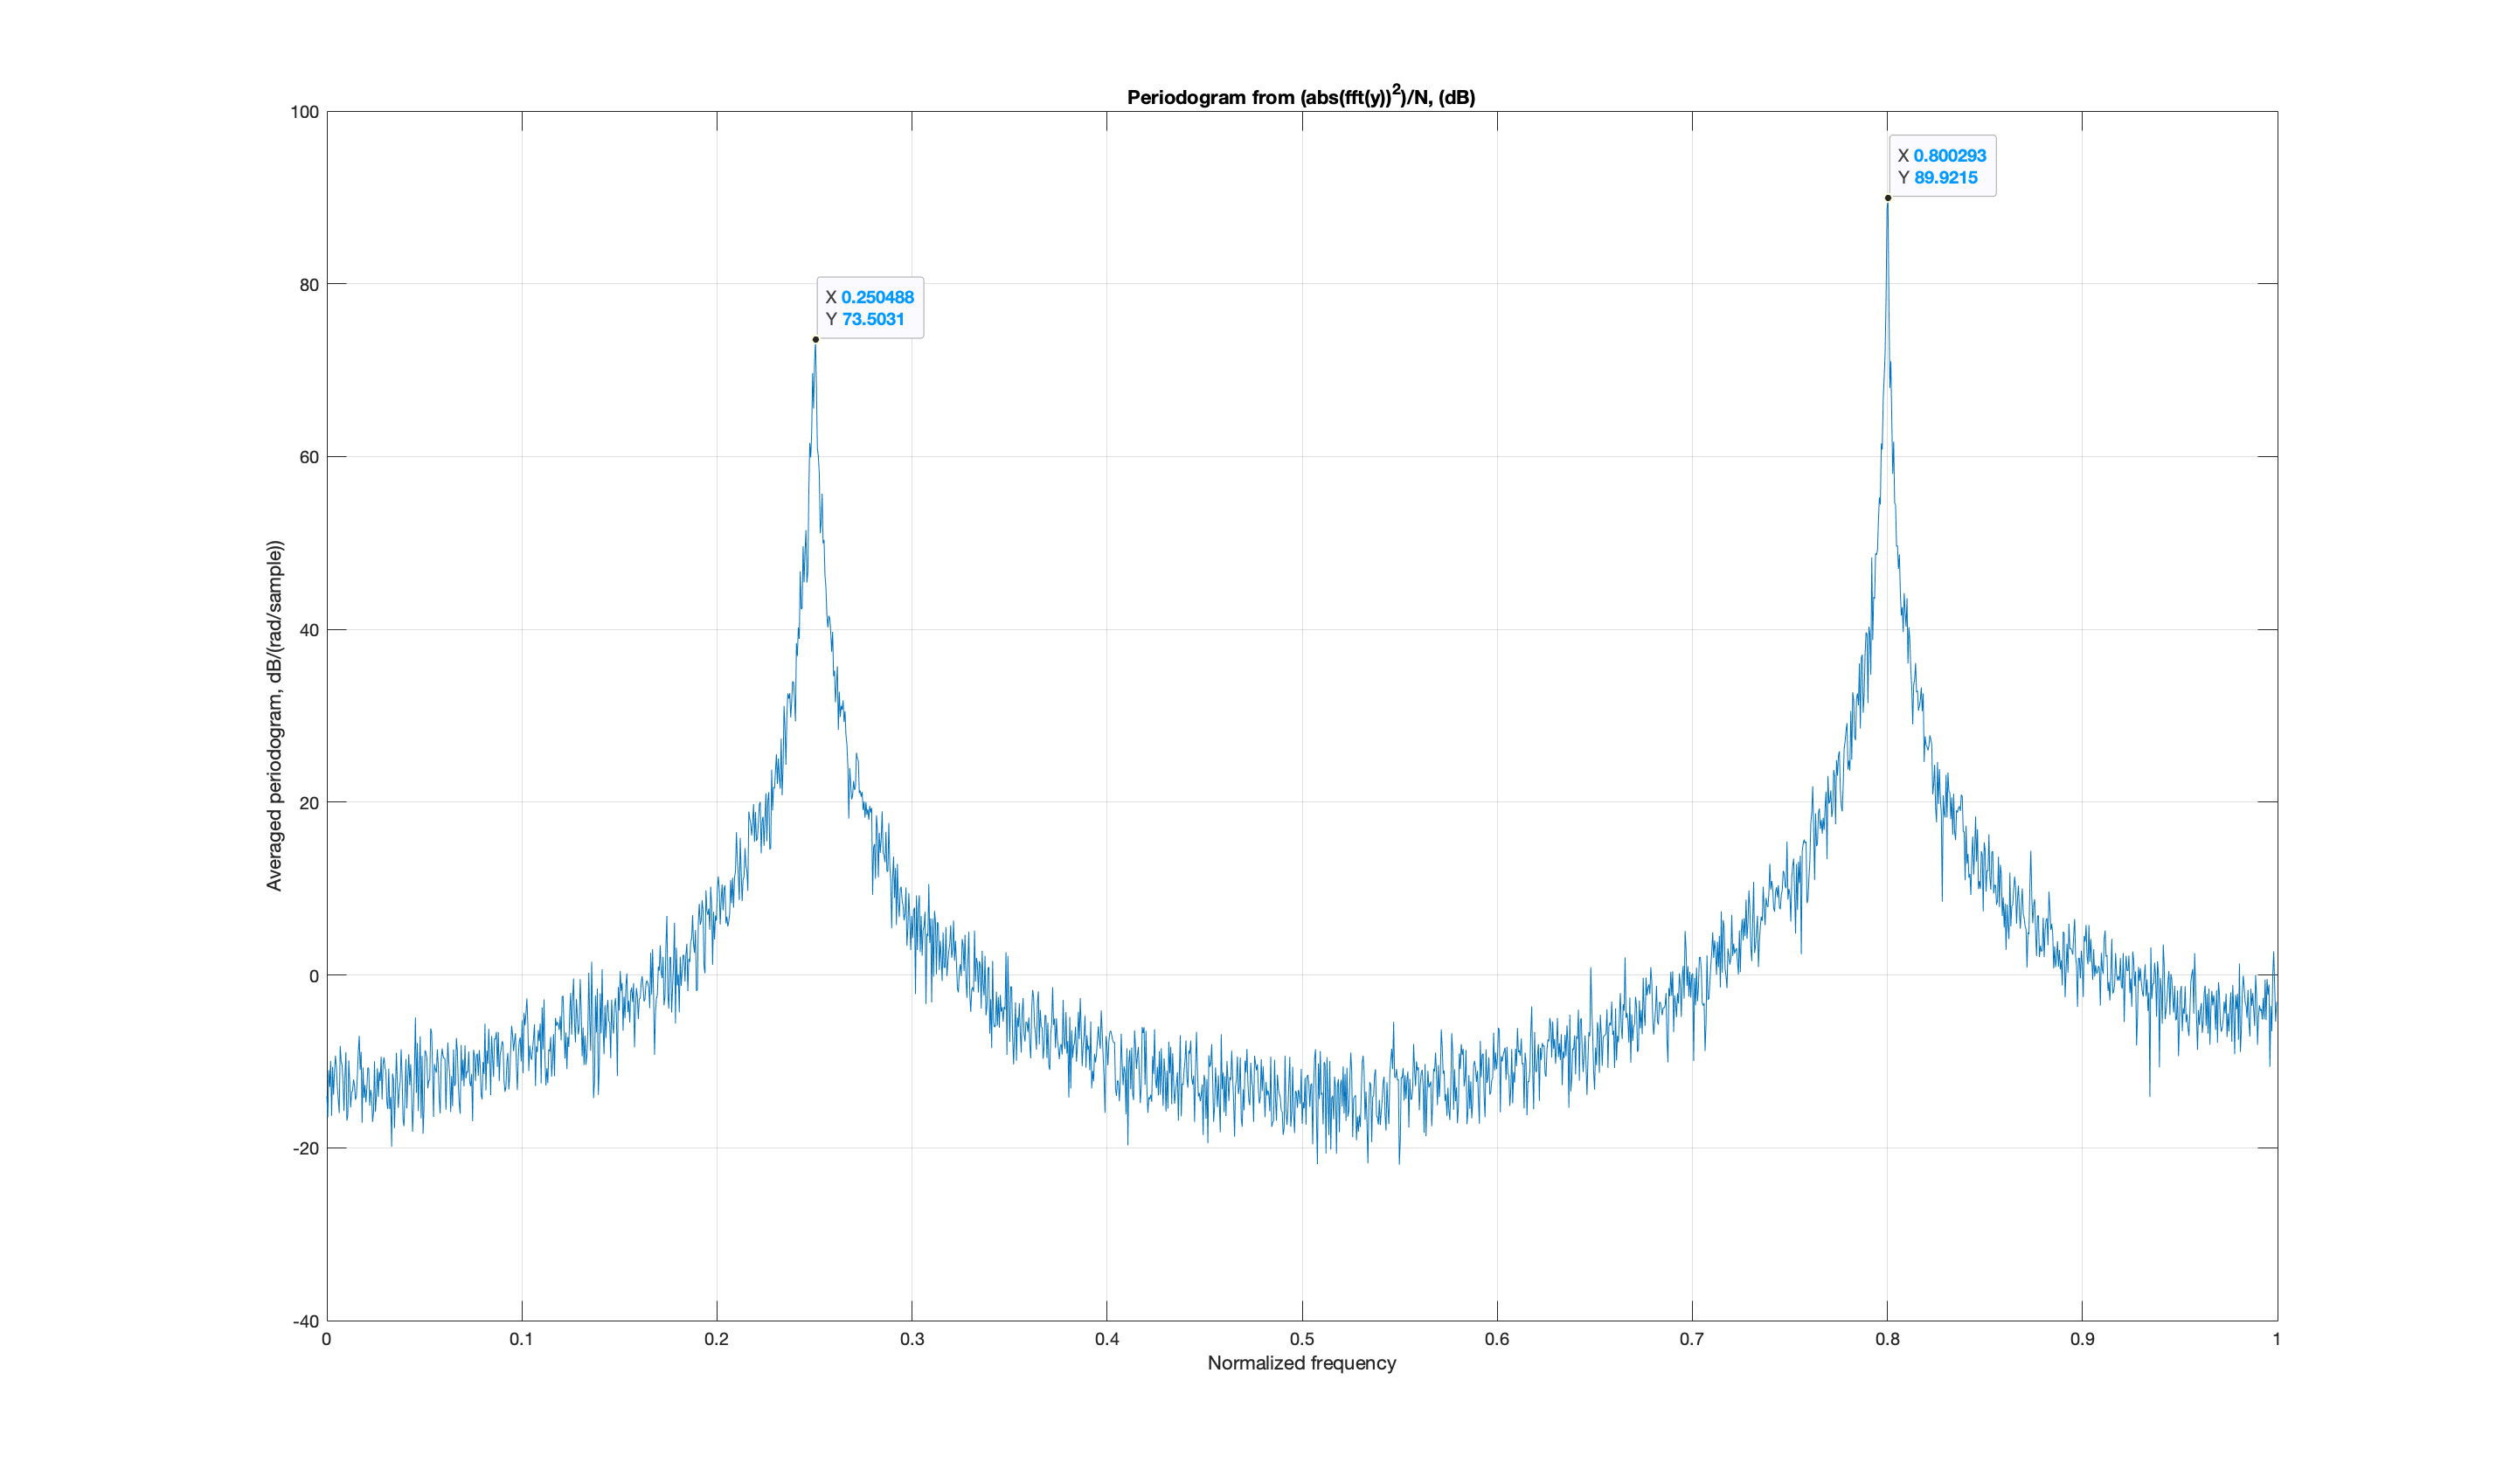 Periodogram from (abs(fft(y))²)/N, (dB)
100
80
60
40
20
0
-20
-40
Averaged periodogram, dB/(rad/sample))
X 0.250488
Y 73.5031
X 0.800293
Y 89.9215
0 0.1 0.2 0.3 0.4 0.5 0.6 0.7 0.8 0.9 1
Normalized frequency